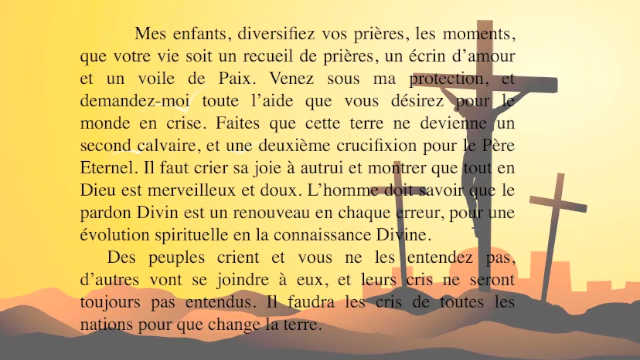 Mes enfants, diversifiez vos prières, les moments,
que votre vie soit un recueil de prières, un écrin d’amour
et un voile de Paix. Venez sous ma protection, et
demandez-moi toute l’aide que vous désirez pour le
monde en crise. Faites que cette terre ne devienne un
second calvaire, et une deuxième crucifixion pour le Père
Eternel. Il faut crier sa joie à autrui et montrer que tout en
Dieu est merveilleux et doux. L’homme doit savoir que le
pardon Divin est un renouveau en chaque erreur, pour une
évolution spirituelle en la connaissance Divine.
Des peuples crient et vous ne les entendez pas,
d’autres vont se joindre à eux, et leurs cris ne seront
toujours pas entendus. Il faudra les cris de toutes les
nations pour que change la terre.